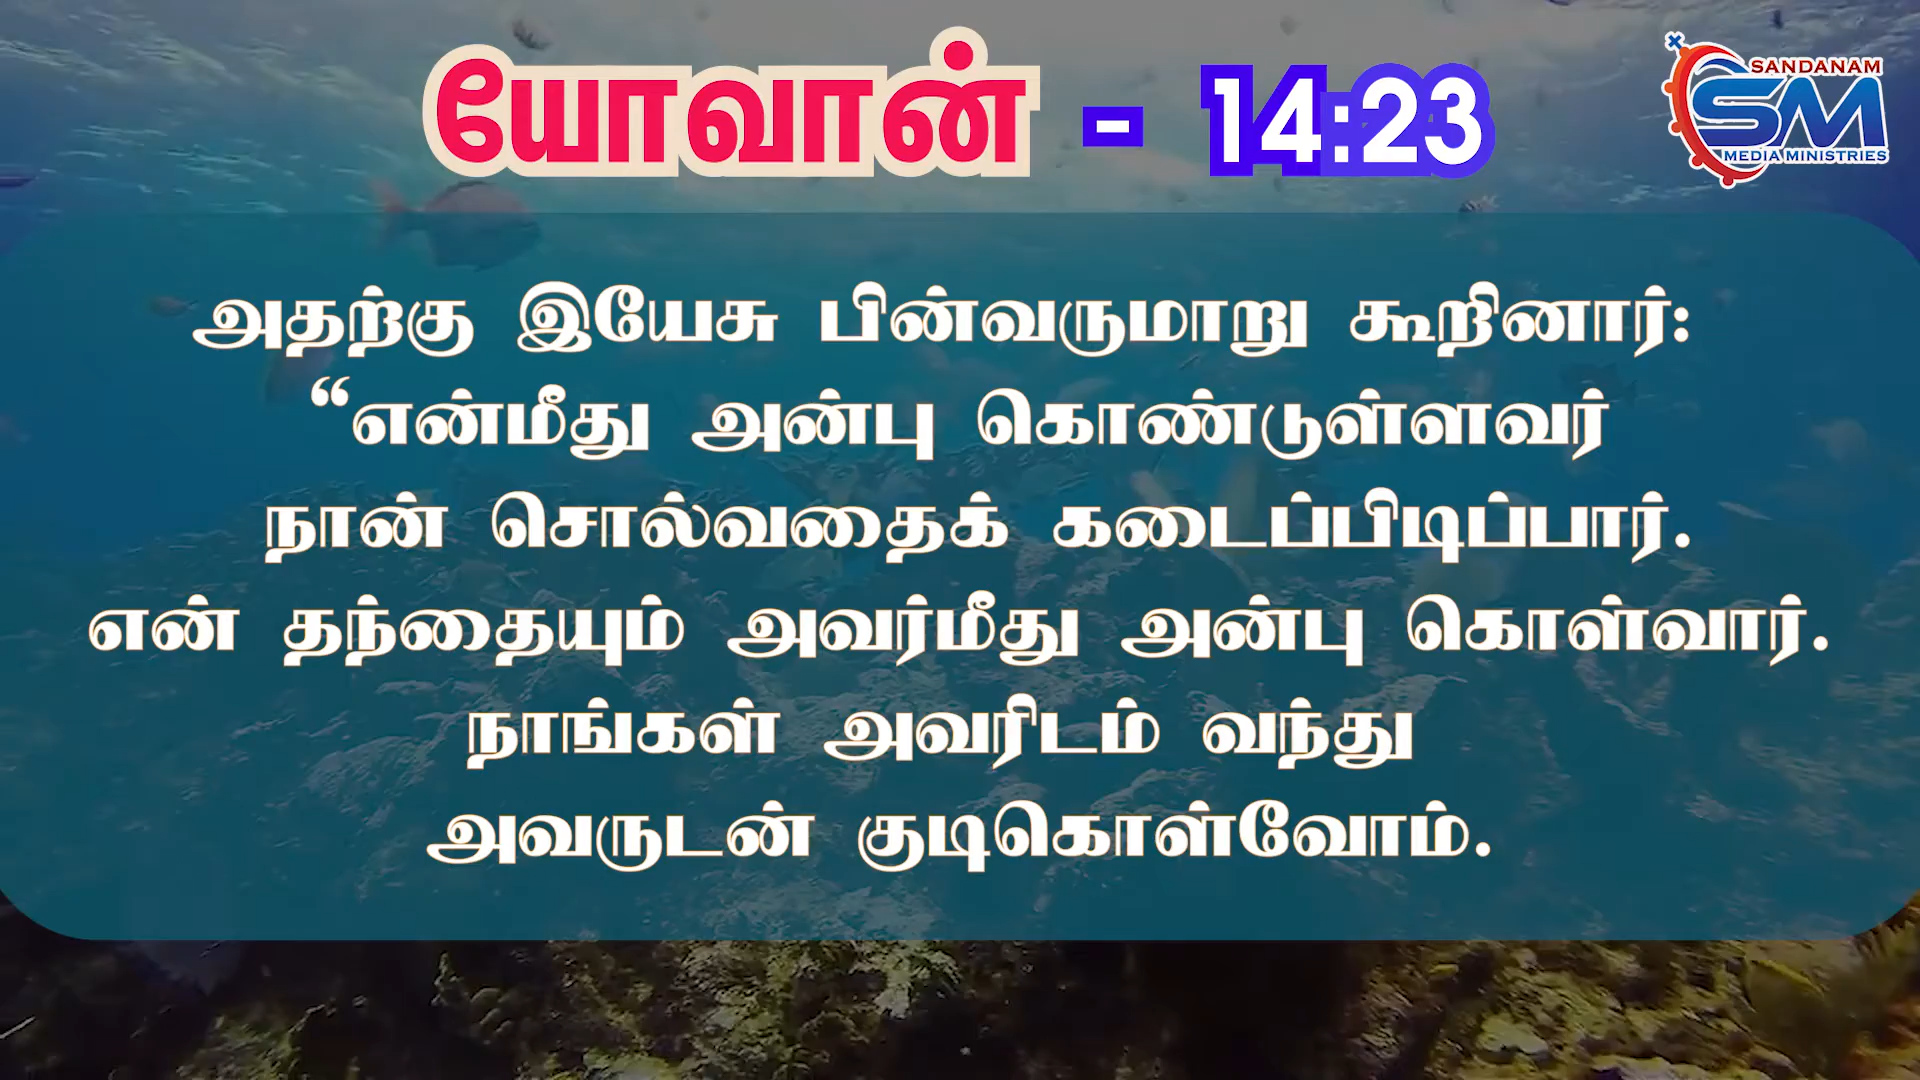 யோவான் - 14:23
SANDANAM
SM
MEDIA MINISTRIES
அதற்கு இயேசு பின்வருமாறு கூறினார்:
“என்மீது அன்பு கொண்டுள்ளவர்
நான் சொல்வதைக் கடைப்பிடிப்பார்.
என் தந்தையும் அவர்மீது அன்பு கொள்வார்.
நாங்கள் அவரிடம் வந்து
அவருடன் குடிகொள்வோம்.